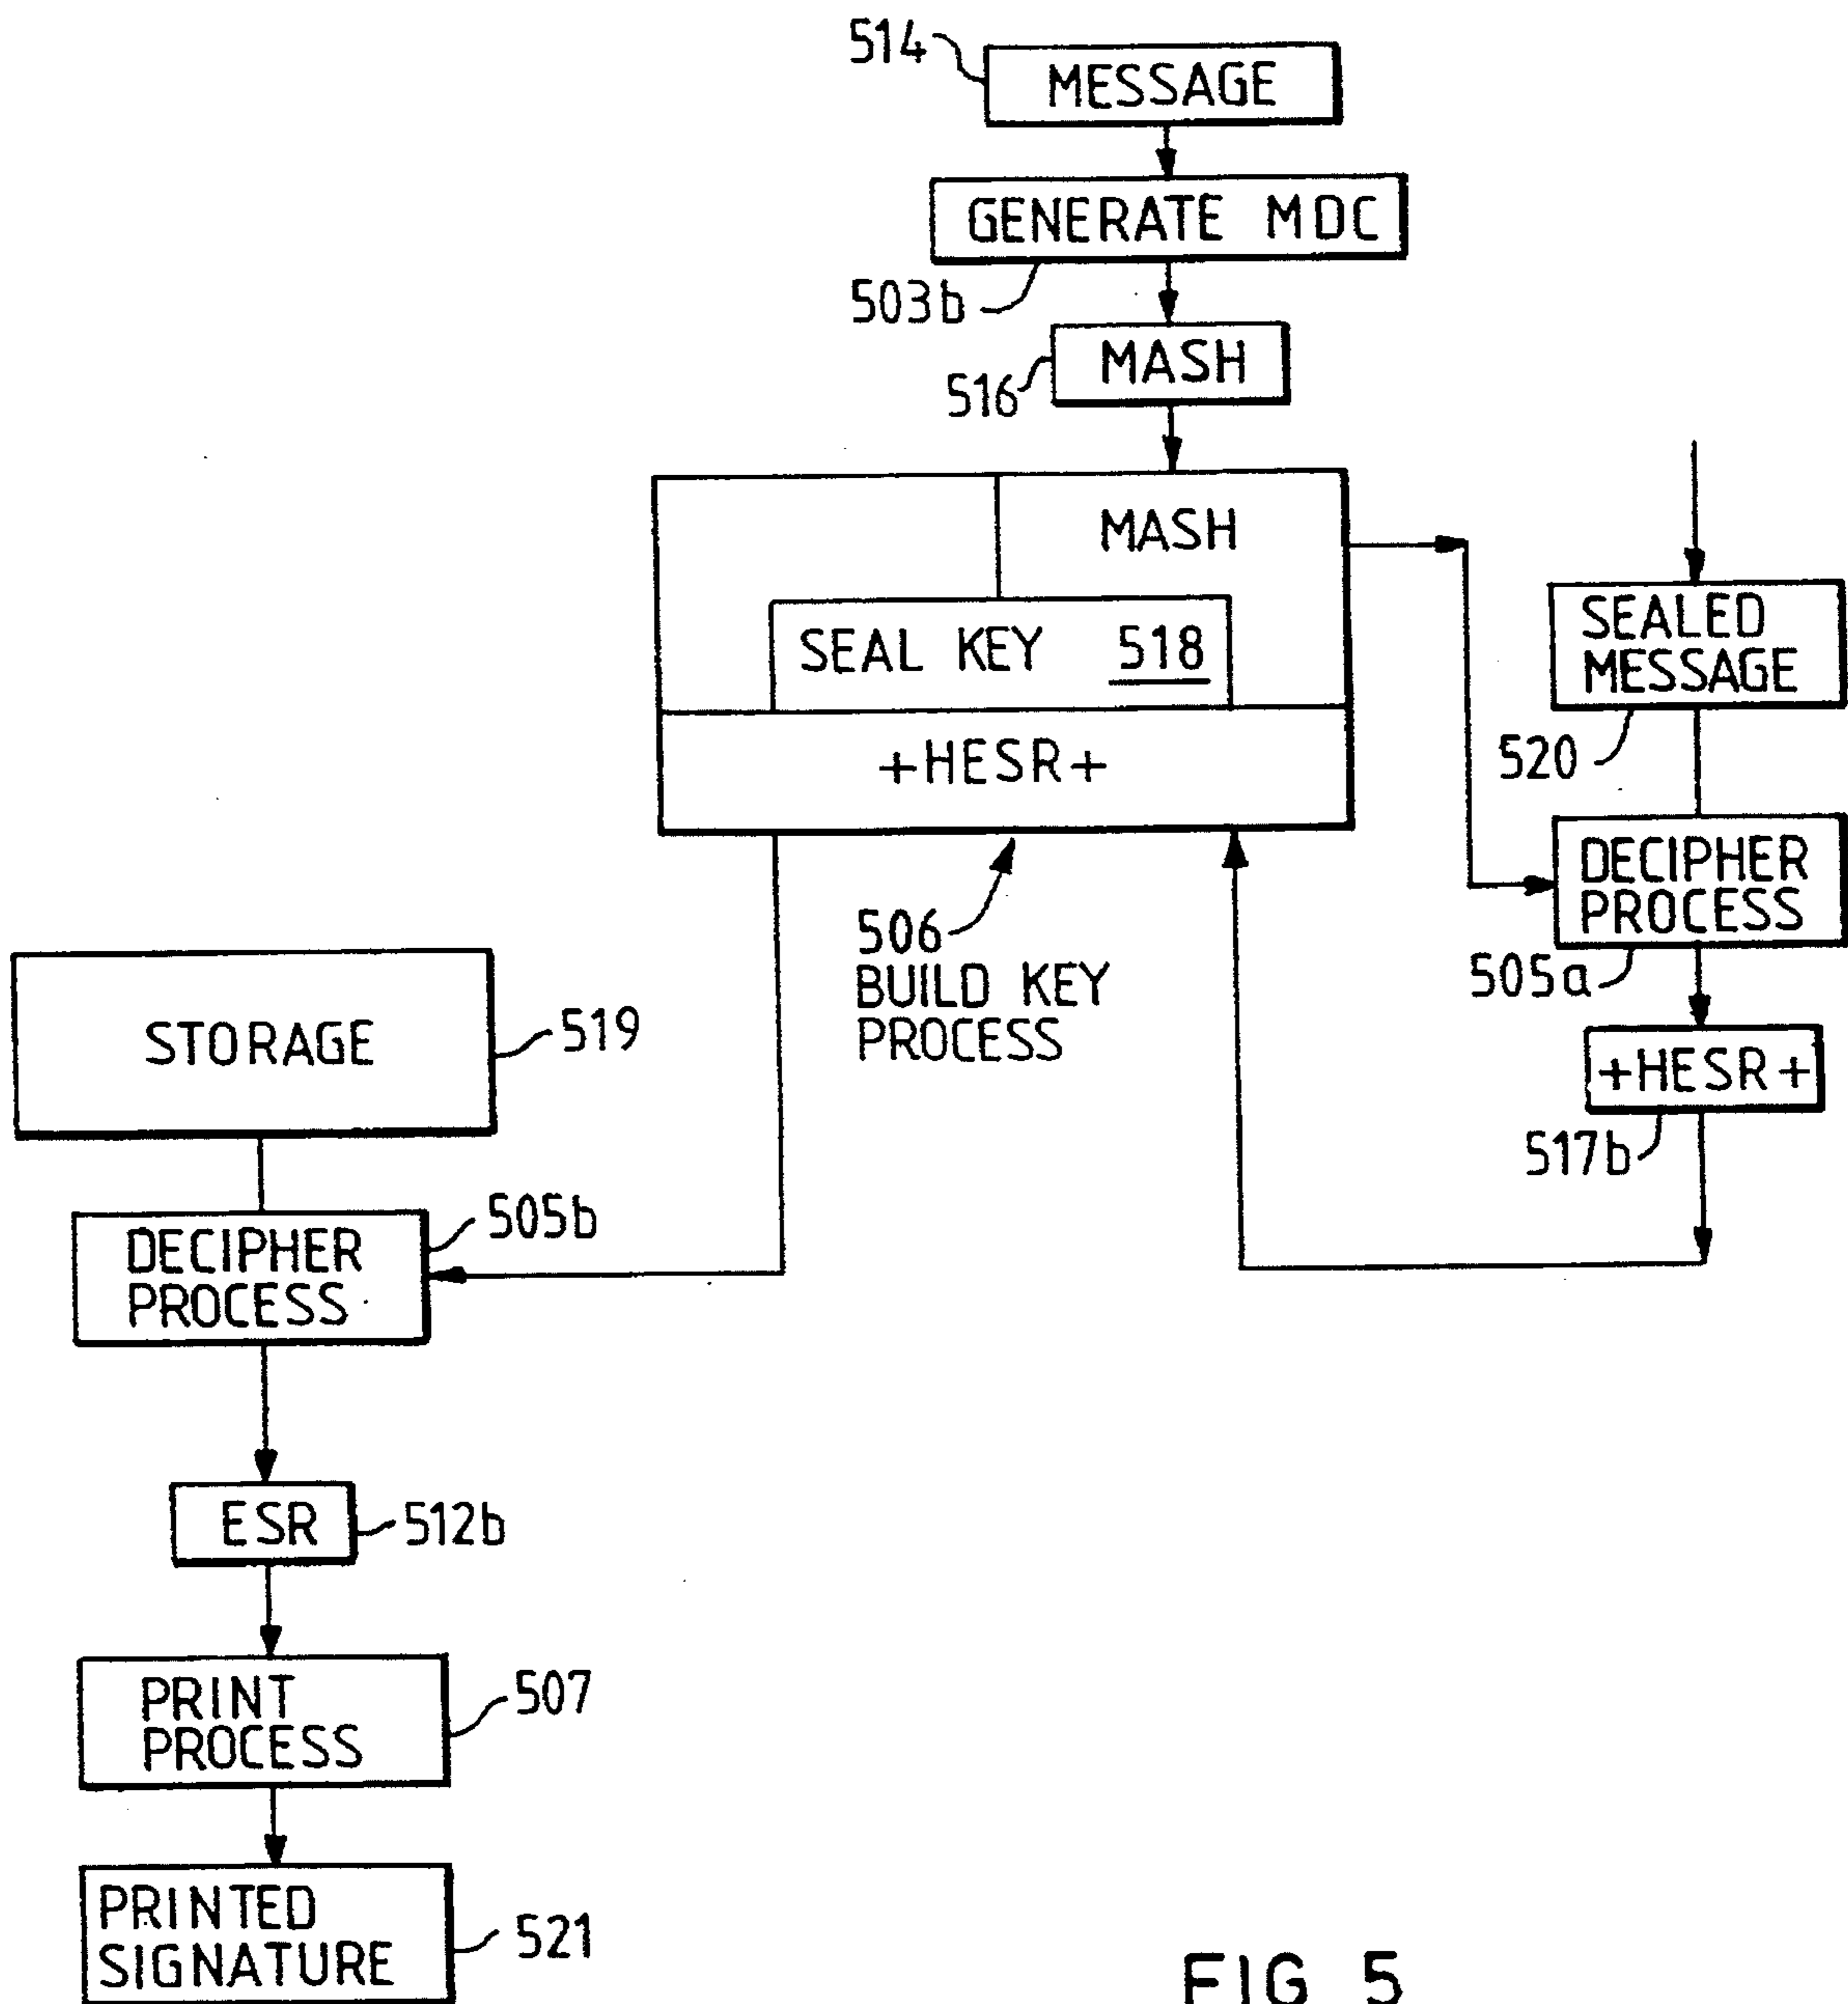 514
MESSAGE
GENERATE MDC
503b
MASH
516
MASH
SEAL KEY 518
+HESR+
506
BUILD KEY
PROCESS
SEALED
MESSAGE
520
DECIPHER
PROCESS
505a
+HESR+
517b
STORAGE
519
505b
DECIPHER
PROCESS
ESR
512b
PRINT
PROCESS
507
PRINTED
SIGNATURE
521
FIG 5